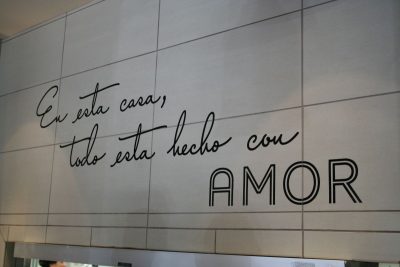 En esta casa,
todo esta hecho con
AMOR